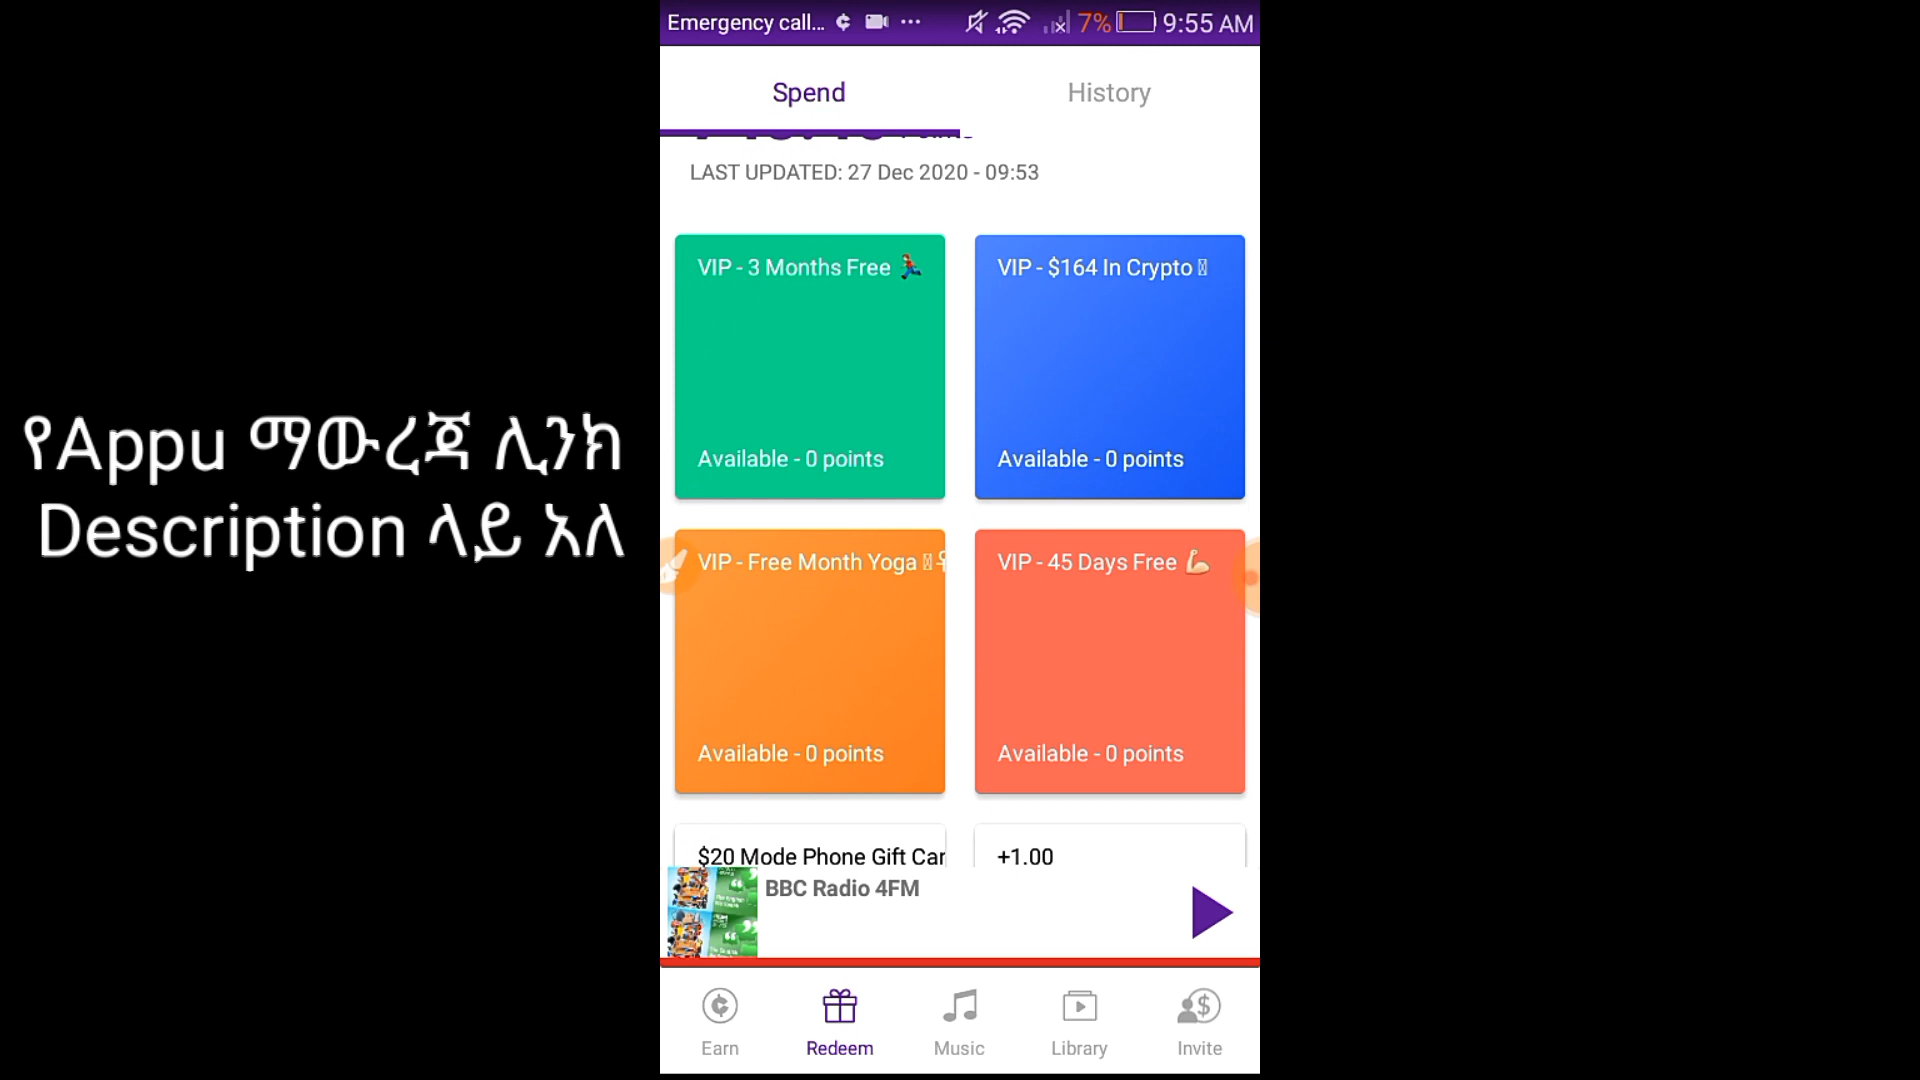 Emergency call...
7%
9:55 AM
Spend
History
LAST UPDATED: 27 Dec 2020 - 09:53
VIP - 3 Months Free 🏃
Available - 0 points
VIP - $164 In Crypto
Available - 0 points
VIP - Free Month Yoga
Available - 0 points
VIP - 45 Days Free 💪
Available - 0 points
$20 Mode Phone Gift Car
+1.00
BBC Radio 4FM
Earn
Redeem
Music
Library
Invite
የAppu ማውረጃ ሊንክ
Description ላይ አለ